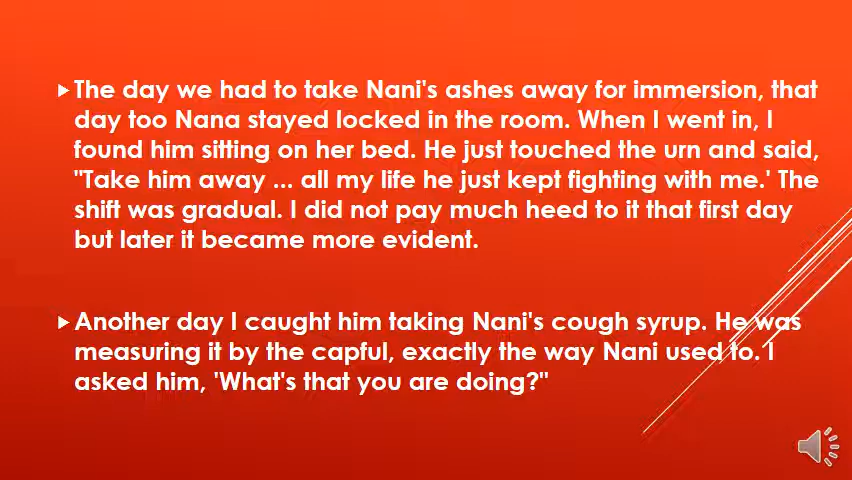 The day we had to take Nani's ashes away for immersion, that
day too Nana stayed locked in the room. When I went in, I
found him sitting on her bed. He just touched the urn and said,
"Take him away ... all my life he just kept fighting with me.' The
shift was gradual. I did not pay much heed to it that first day
but later it became more evident.
Another day I caught him taking Nani's cough syrup. He was
measuring it by the capful, exactly the way Nani used to. I
asked him, 'What's that you are doing?"